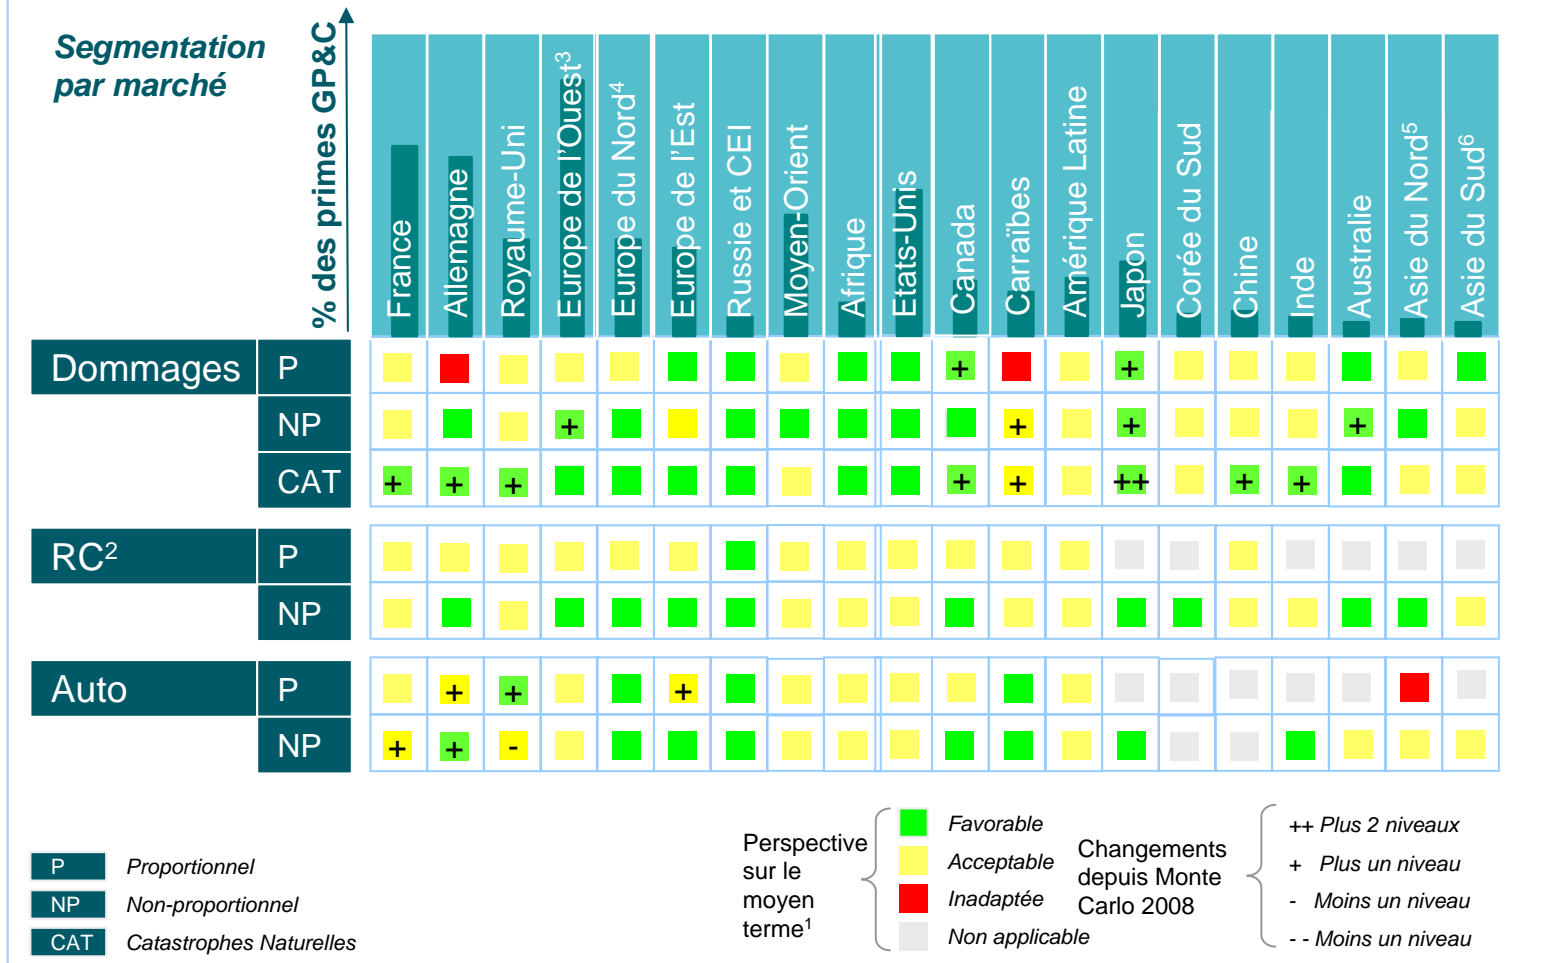 Segmentation
par marché
% des primes GP&C
France
Allemagne
Royaume-Uni
Europe de l'Ouest3
Europe du Nord4
Europe de l'Est
Russie et CEI
Moyen-Orient
Afrique
Etats-Unis
Canada
Carraïbes
Amérique Latine
Japon
Corée du Sud
Chine
Inde
Australie
Asie du Nord5
Asie du Sud6
Dommages P + +
NP + + + +
CAT + + + + + ++ + +
RC2 P
NP
Auto P + + +
NP + + -
P Proportionnel
NP Non-proportionnel
CAT Catastrophes Naturelles
Perspective
sur le
moyen
terme1
Favorable
Acceptable
Inadaptée
Non applicable
Changements
depuis Monte
Carlo 2008
++ Plus 2 niveaux
+ Plus un niveau
- Moins un niveau
- - Moins un niveau